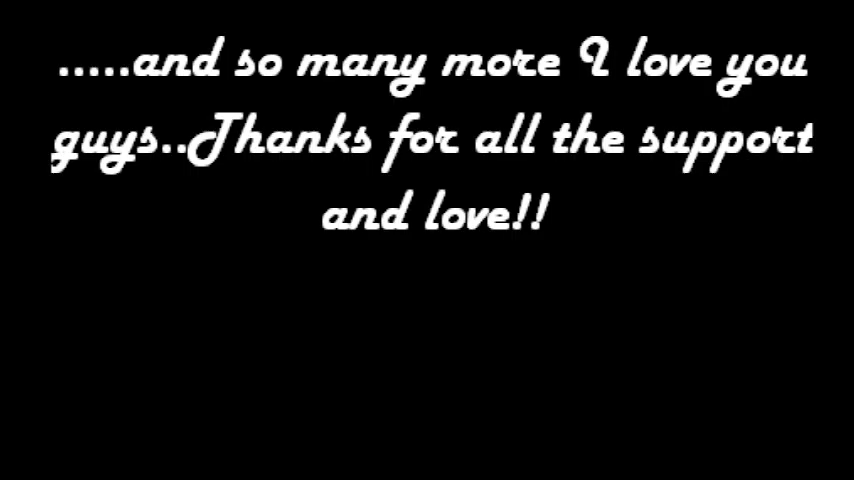 .....and so many more I love you
guys..Thanks for all the support
and love!!